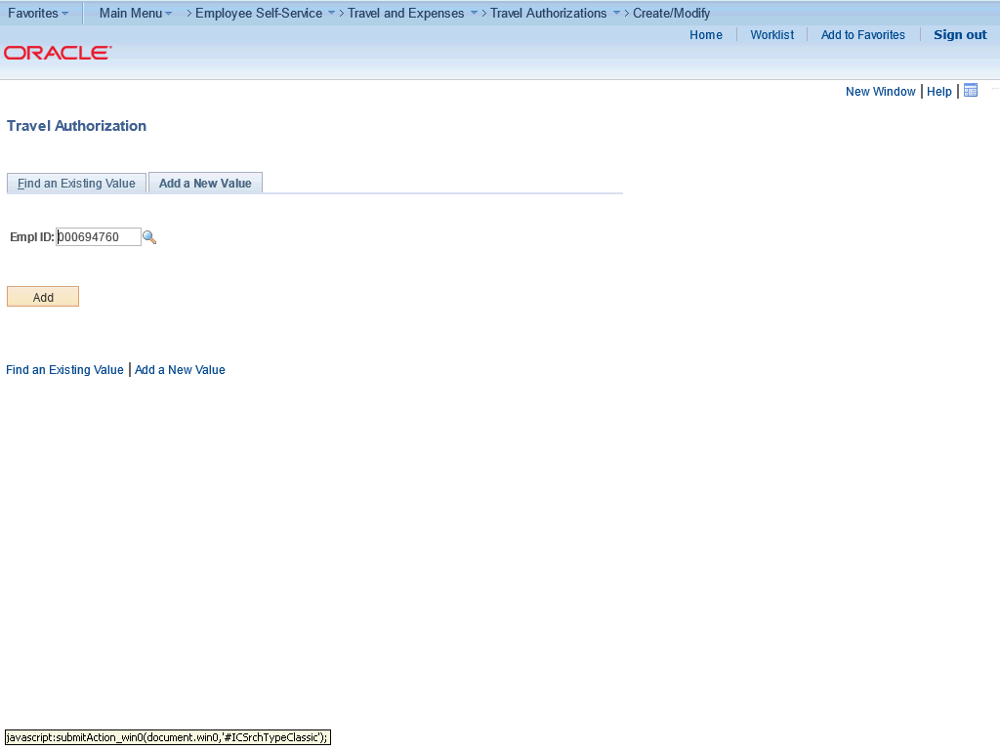 Favorites Main Menu > Employee Self-Service > Travel and Expenses > Travel Authorizations > Create/Modify
Home Worklist Add to Favorites Sign out
ORACLE
New Window | Help |
Travel Authorization
Find an Existing Value Add a New Value
Empl ID: 000694760
Add
Find an Existing Value | Add a New Value
javascript:submitAction_win0(document.win0,'#ICSrchTypeClassic');